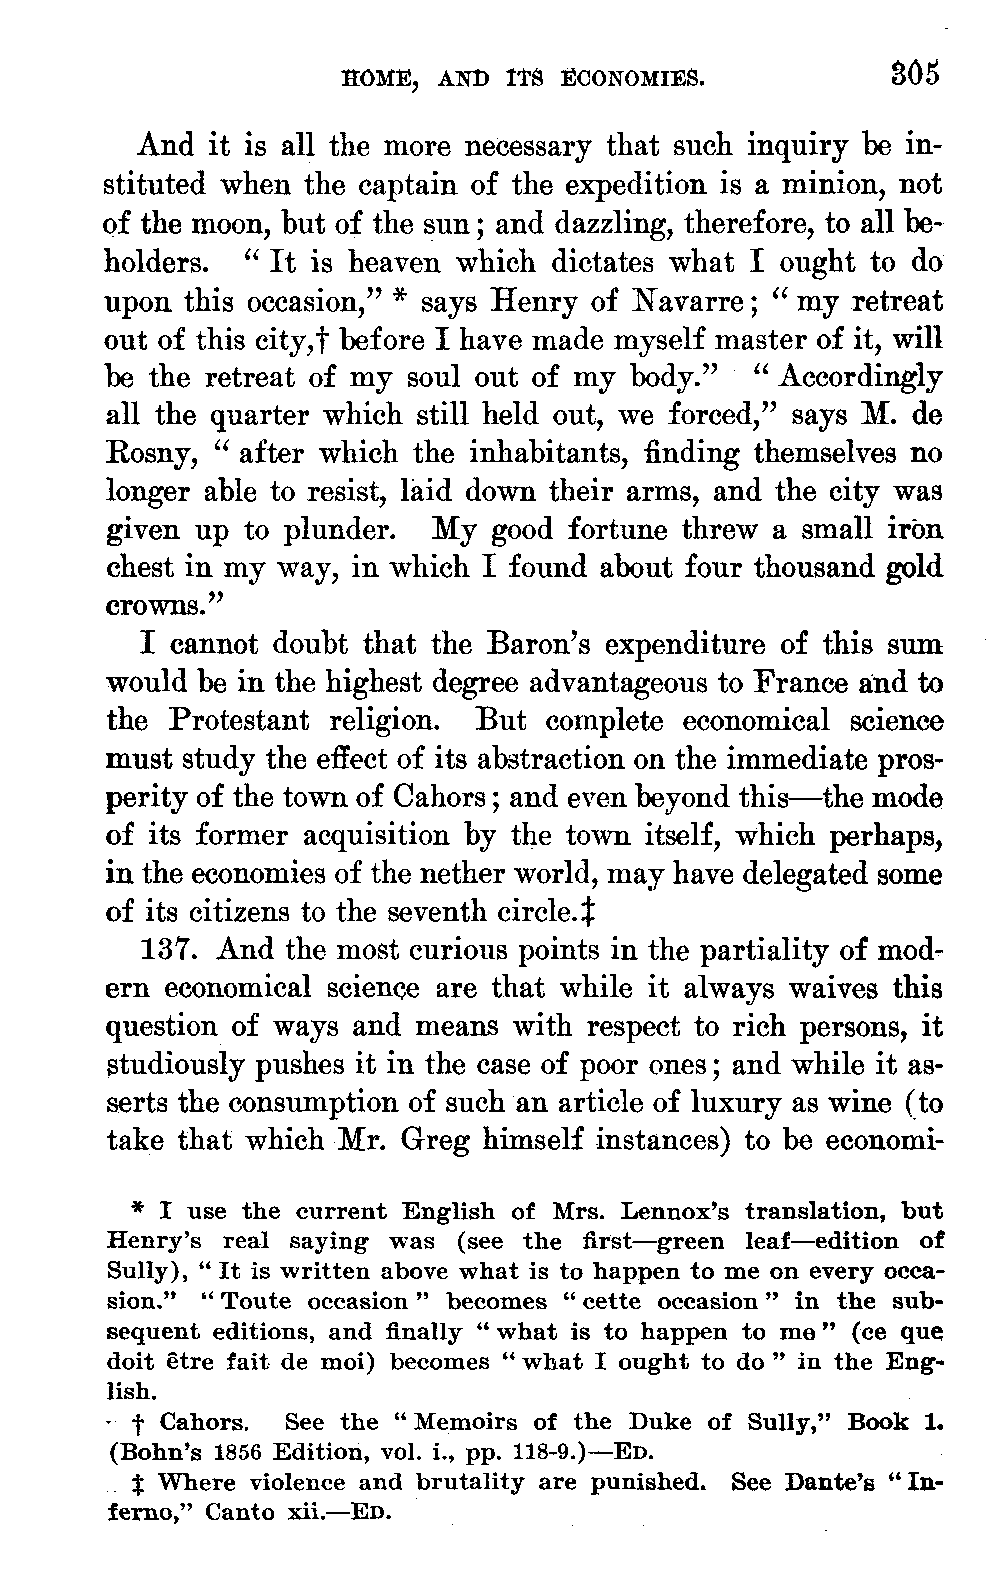 HOME, AND ITS ECONOMIES. 305
And it is all the more necessary that such inquiry be in-
stituted when the captain of the expedition is a minion, not
of the moon, but of the sun; and dazzling, therefore, to all be-
holders. “ It is heaven which dictates what I ought to do
upon this occasion,” * says Henry of Navarre; “ my retreat
out of this city,† before I have made myself master of it, will
be the retreat of my soul out of my body.” “ Accordingly
all the quarter which still held out, we forced,” says M. de
Rosny, “ after which the inhabitants, finding themselves no
longer able to resist, laid down their arms, and the city was
given up to plunder. My good fortune threw a small iron
chest in my way, in which I found about four thousand gold
crowns.”
I cannot doubt that the Baron’s expenditure of this sum
would be in the highest degree advantageous to France and to
the Protestant religion. But complete economical science
must study the effect of its abstraction on the immediate pros-
perity of the town of Cahors; and even beyond this—the mode
of its former acquisition by the town itself, which perhaps,
in the economies of the nether world, may have delegated some
of its citizens to the seventh circle.‡
137. And the most curious points in the partiality of mod-
ern economical science are that while it always waives this
question of ways and means with respect to rich persons, it
studiously pushes it in the case of poor ones; and while it as-
serts the consumption of such an article of luxury as wine (to
take that which Mr. Greg himself instances) to be economi-
* I use the current English of Mrs. Lennox’s translation, but
Henry’s real saying was (see the first—green leaf—edition of
Sully), “ It is written above what is to happen to me on every occa-
sion.” “ Toute occasion ” becomes “ cette occasion ” in the sub-
sequent editions, and finally “ what is to happen to me ” (ce que
doit être fait de moi) becomes “ what I ought to do ” in the Eng-
lish.
† Cahors. See the “ Memoirs of the Duke of Sully,” Book 1.
(Bohn’s 1856 Edition, vol. i., pp. 118-9.)—ED.
‡ Where violence and brutality are punished. See Dante’s “ In-
ferno,” Canto xii.—ED.